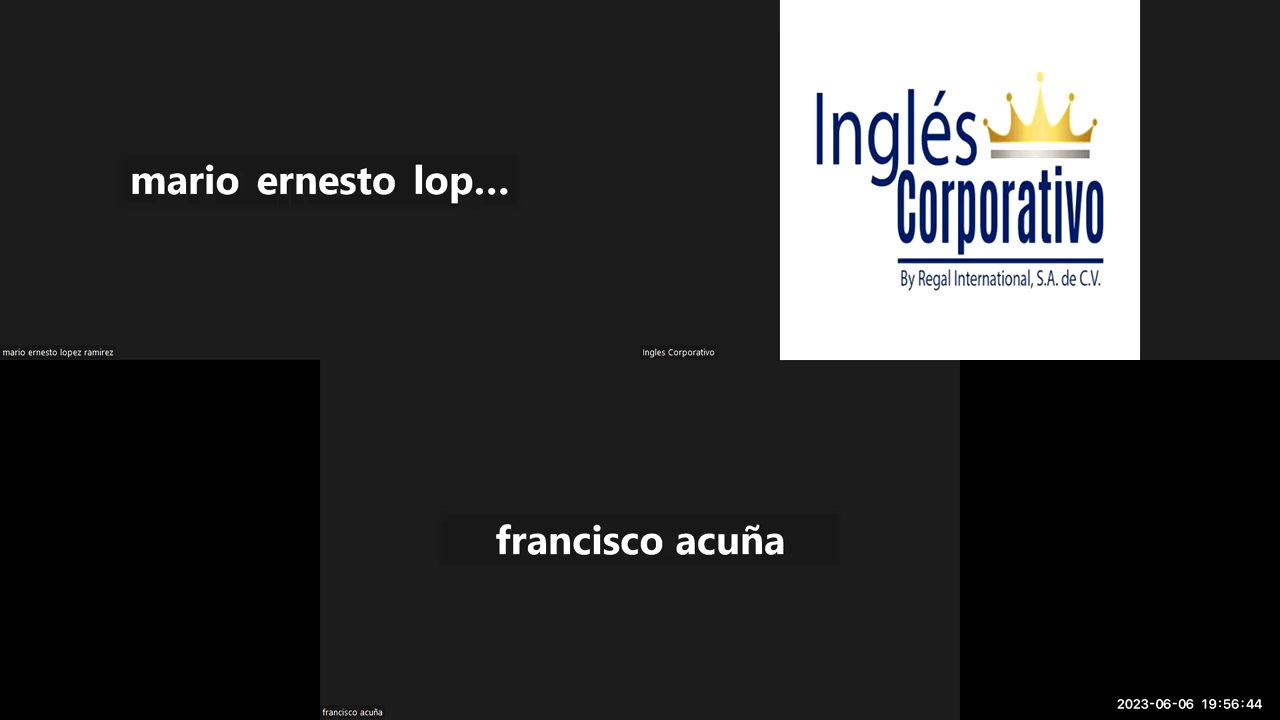 mario ernesto lop...
Inglés
Corporativo
By Regal International, S.A. de C.V.
mario ernesto lopez ramirez
Ingles Corporativo
francisco acuña
francisco acuña
2023-06-06 19:56:44